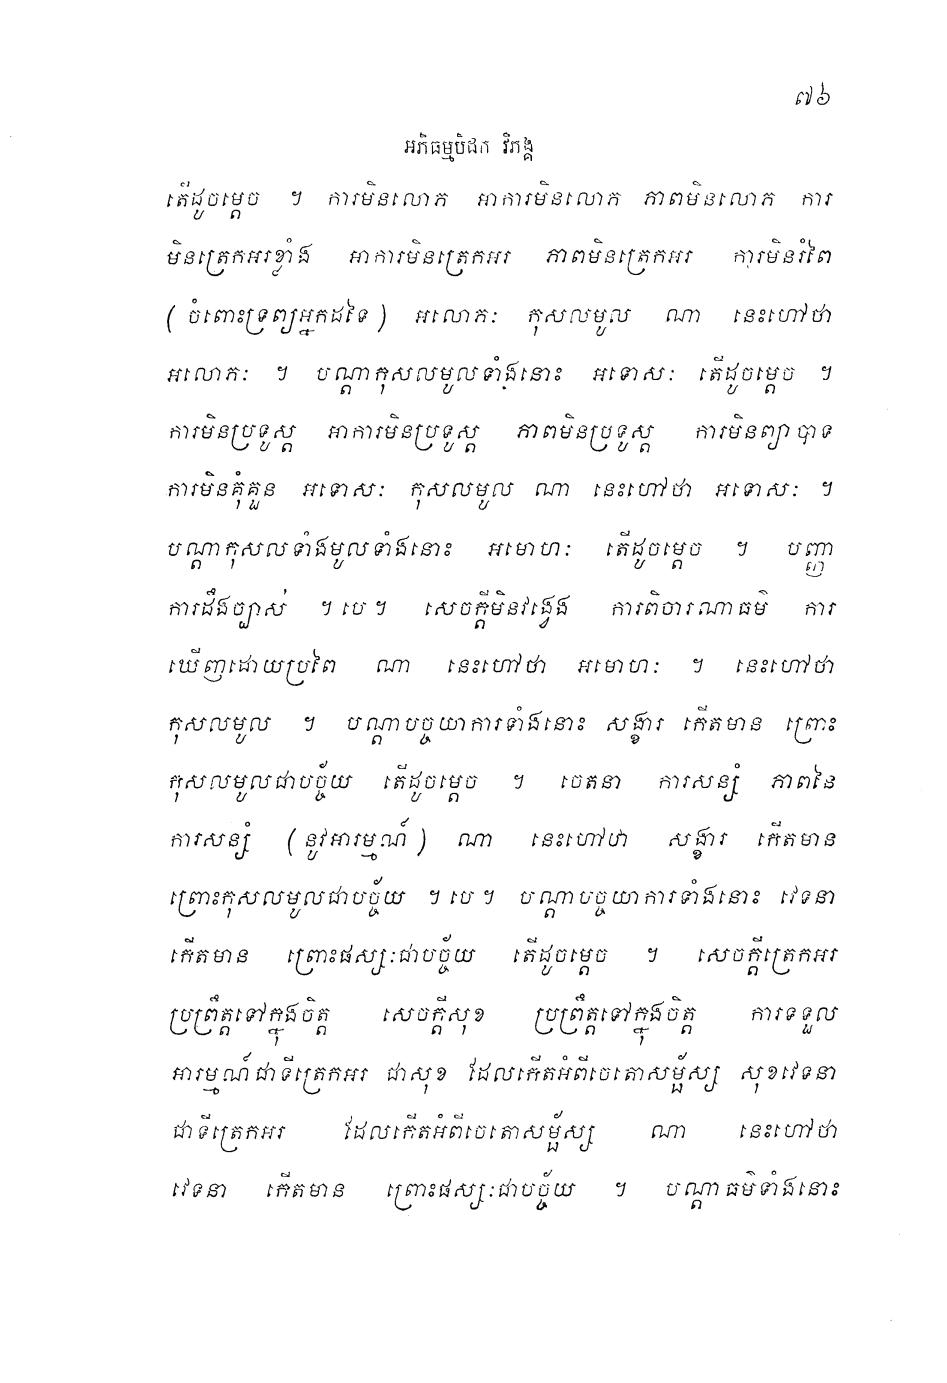 ៧៦
អភិធម្មបិដក វិភង្គ
តើដូចម្តេច ។ ការមិនលោភ អាការមិនលោភ ភាពមិនលោភ ការ
មិនត្រេកអរខ្លាំង អាការមិនត្រេកអរ ភាពមិនត្រេកអរ ការមិនរំពៃ
(ចំពោះទ្រព្យអ្នកដទៃ) អលោភៈ កុសលមូល ណា នេះហៅថា
អលោភៈ ។ បណ្តាកុសលមូលទាំងនោះ អទោសៈ តើដូចម្តេច ។
ការមិនប្រទូស្ត អាការមិនប្រទូស្ត ភាពមិនប្រទូស្ត ការមិនព្យាបាទ
ការមិនគុំគួន អទោសៈ កុសលមូល ណា នេះហៅថា អទោសៈ ។
បណ្តាកុសលទាំងមូលទាំងនោះ អមោហៈ តើដូចម្តេច ។ បញ្ញា
ការដឹងច្បាស់ ។ បេ ។ សេចក្តីមិនវង្វេង ការពិចារណាធម៌ ការ
ឃើញដោយប្រពៃ ណា នេះហៅថា អមោហៈ ។ នេះហៅថា
កុសលមូល ។ បណ្តាបច្ចយាការទាំងនោះ សង្ខារ កើតមាន ព្រោះ
កុសលមូលជាបច្ច័យ តើដូចម្តេច ។ ចេតនា ការសន្សំ ភាពនៃ
ការសន្សំ (នូវអារម្មណ៍) ណា នេះហៅថា សង្ខារ កើតមាន
ព្រោះកុសលមូលជាបច្ច័យ ។ បេ ។ បណ្តាបច្ចយាការទាំងនោះ វេទនា
កើតមាន ព្រោះផស្សៈជាបច្ច័យ តើដូចម្តេច ។ សេចក្តីត្រេកអរ
ប្រព្រឹត្តទៅក្នុងចិត្ត សេចក្តីសុខ ប្រព្រឹត្តទៅក្នុងចិត្ត ការទទួល
អារម្មណ៍ជាទីត្រេកអរ ជាសុខ ដែលកើតអំពីចេតោសម្ផ័ស្ស សុខវេទនា
ជាទីត្រេកអរ ដែលកើតអំពីចេតោសម្ផ័ស្ស ណា នេះហៅថា
វេទនា កើតមាន ព្រោះផស្សៈជាបច្ច័យ ។ បណ្តាធម៌ទាំងនោះ